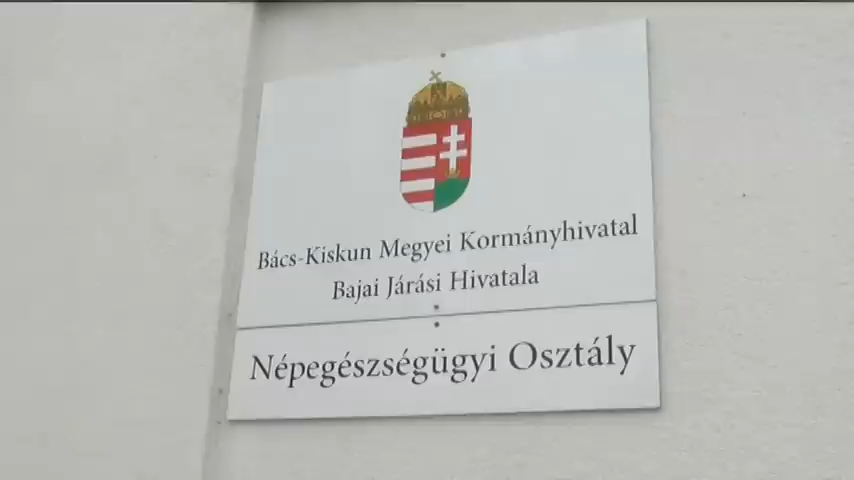 Bács-Kiskun Megyei Kormányhivatal
Bajai Járási Hivatala
Népegészségügyi Osztály